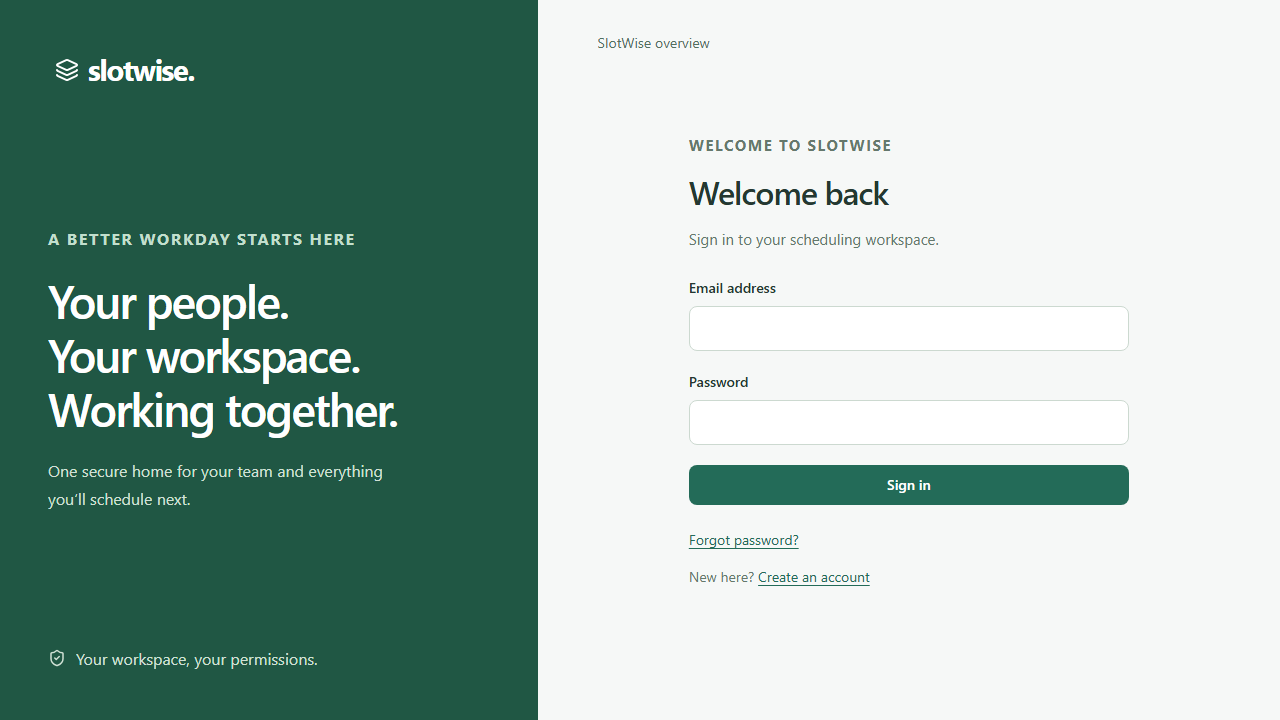 slotwise.
A BETTER WORKDAY STARTS HERE
Your people.
Your workspace.
Working together.
One secure home for your team and everything
you’ll schedule next.
Your workspace, your permissions.
SlotWise overview
WELCOME TO SLOTWISE
Welcome back
Sign in to your scheduling workspace.
Email address
Password
Sign in
Forgot password?
New here? Create an account